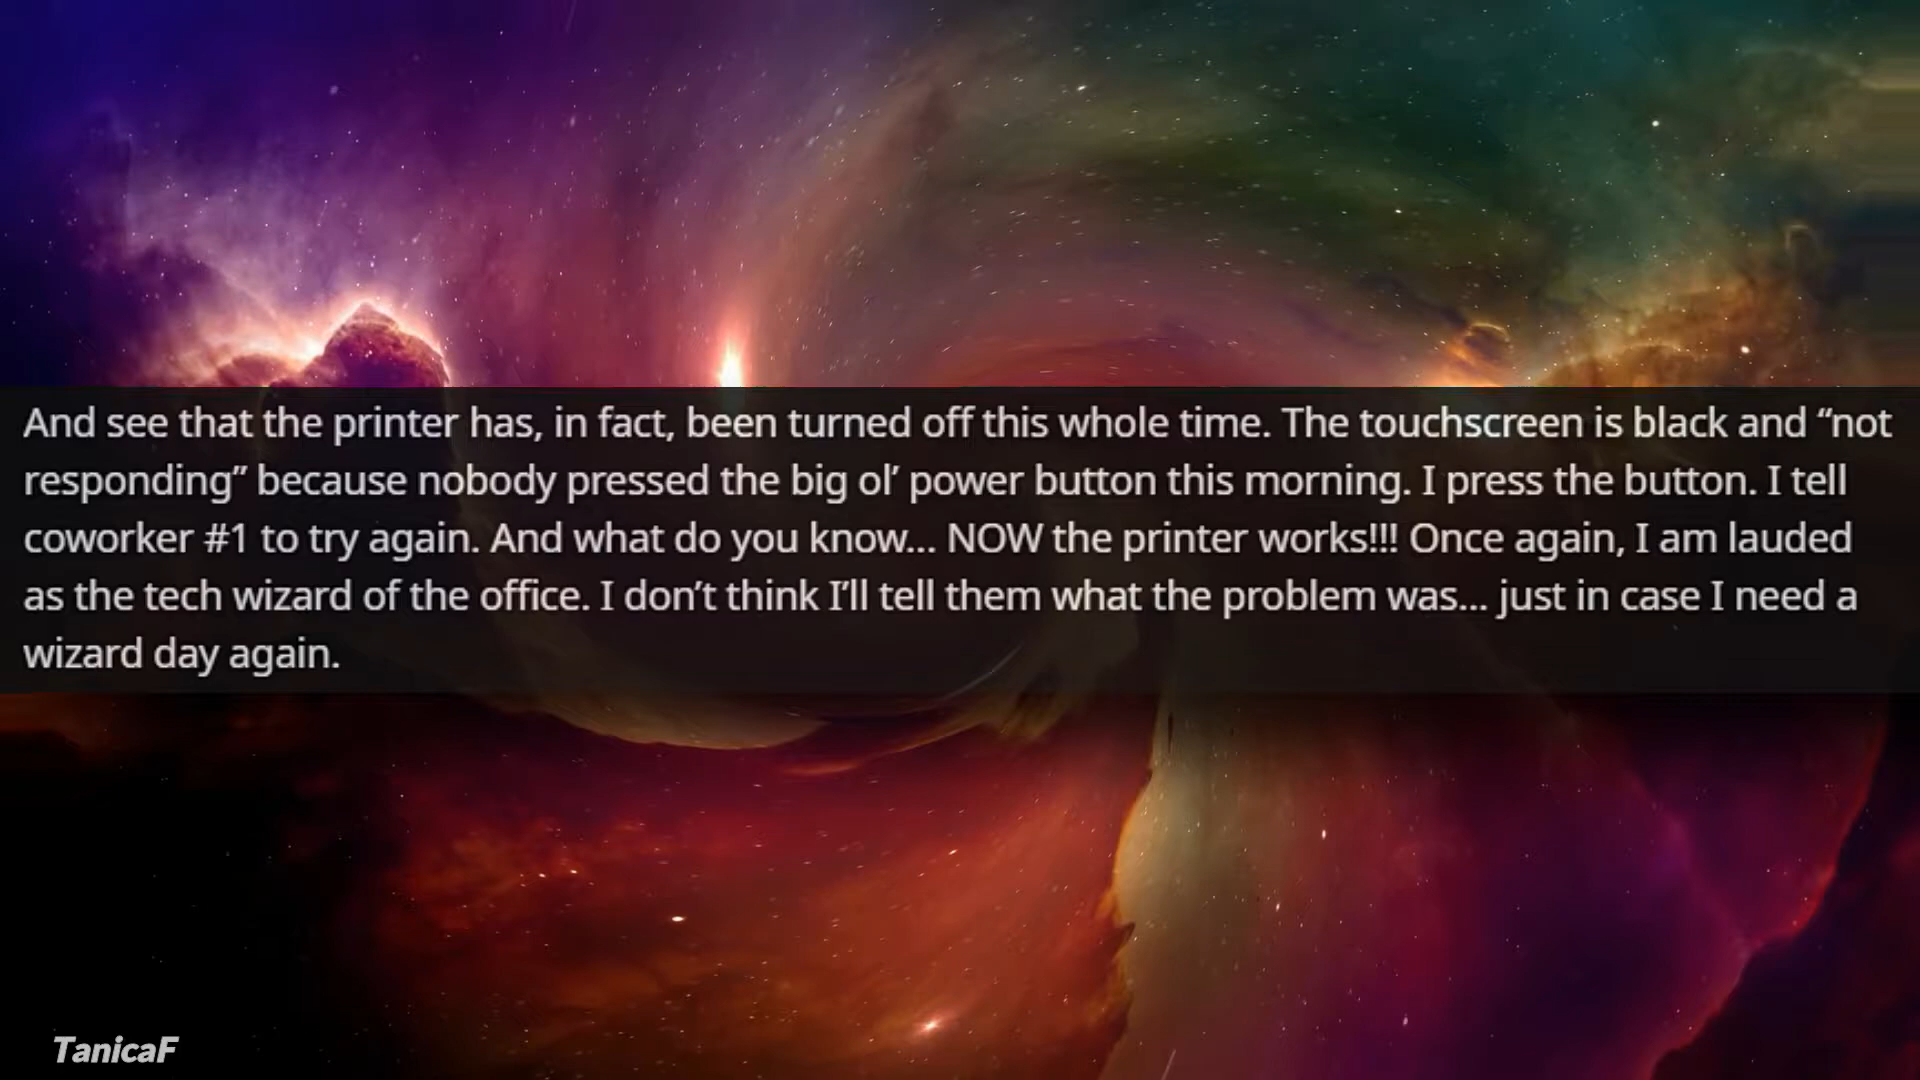 And see that the printer has, in fact, been turned off this whole time. The touchscreen is black and “not
responding” because nobody pressed the big ol’ power button this morning. I press the button. I tell
coworker #1 to try again. And what do you know... NOW the printer works!!! Once again, I am lauded
as the tech wizard of the office. I don’t think I’ll tell them what the problem was... just in case I need a
wizard day again.
TanicaF